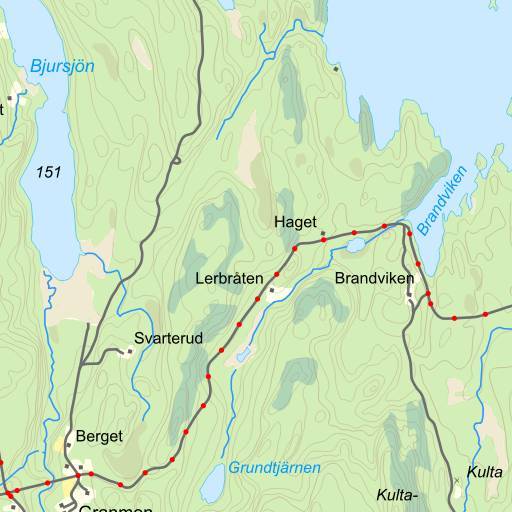 Bjursjön
t
151
Brandviken
Haget
Lerbråten
Brandviken
Svarterud
Berget
Grundtjärnen
Kulta
Kulta-